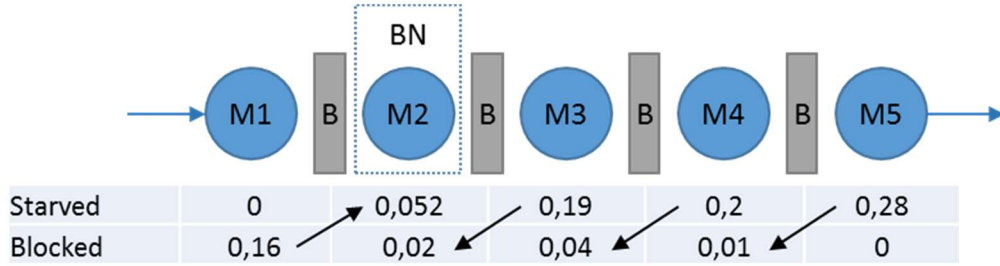 BN
M1 B M2 B M3 B M4 B M5
Starved 0 0,052 0,19 0,2 0,28
Blocked 0,16 0,02 0,04 0,01 0